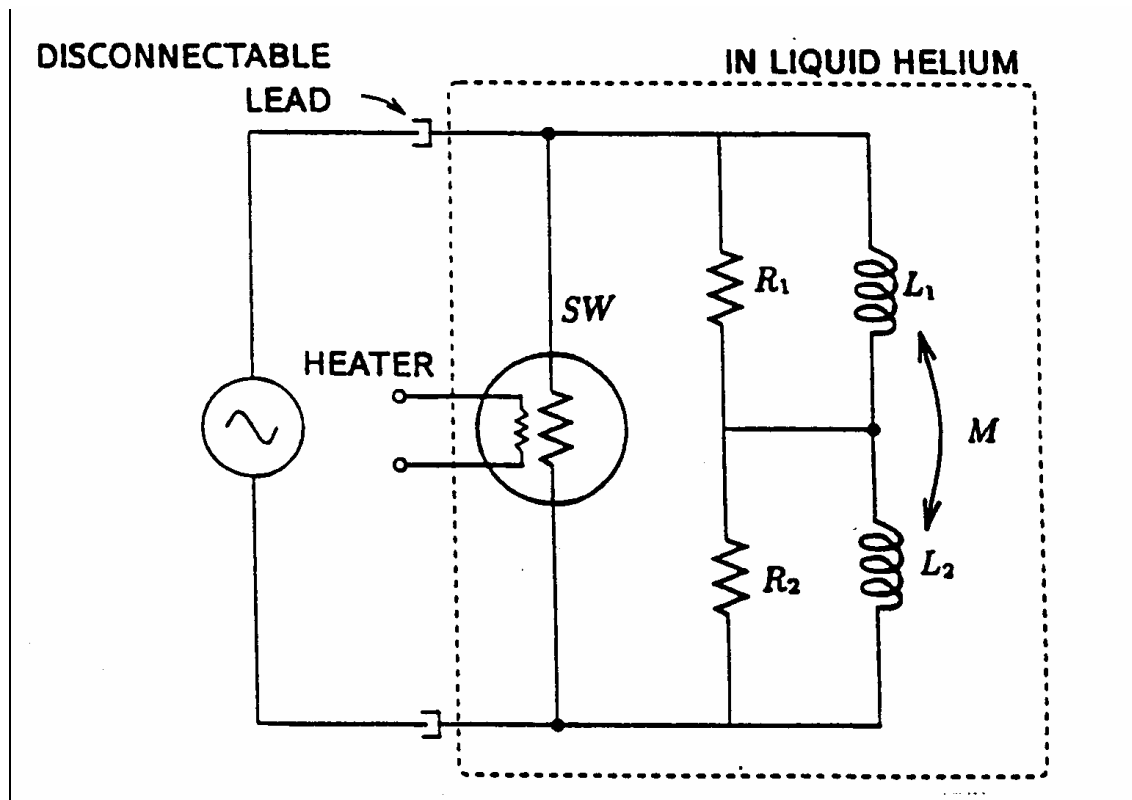 DISCONNECTABLE
LEAD
IN LIQUID HELIUM
SW
HEATER
R₁
L₁
M
R₂
L₂